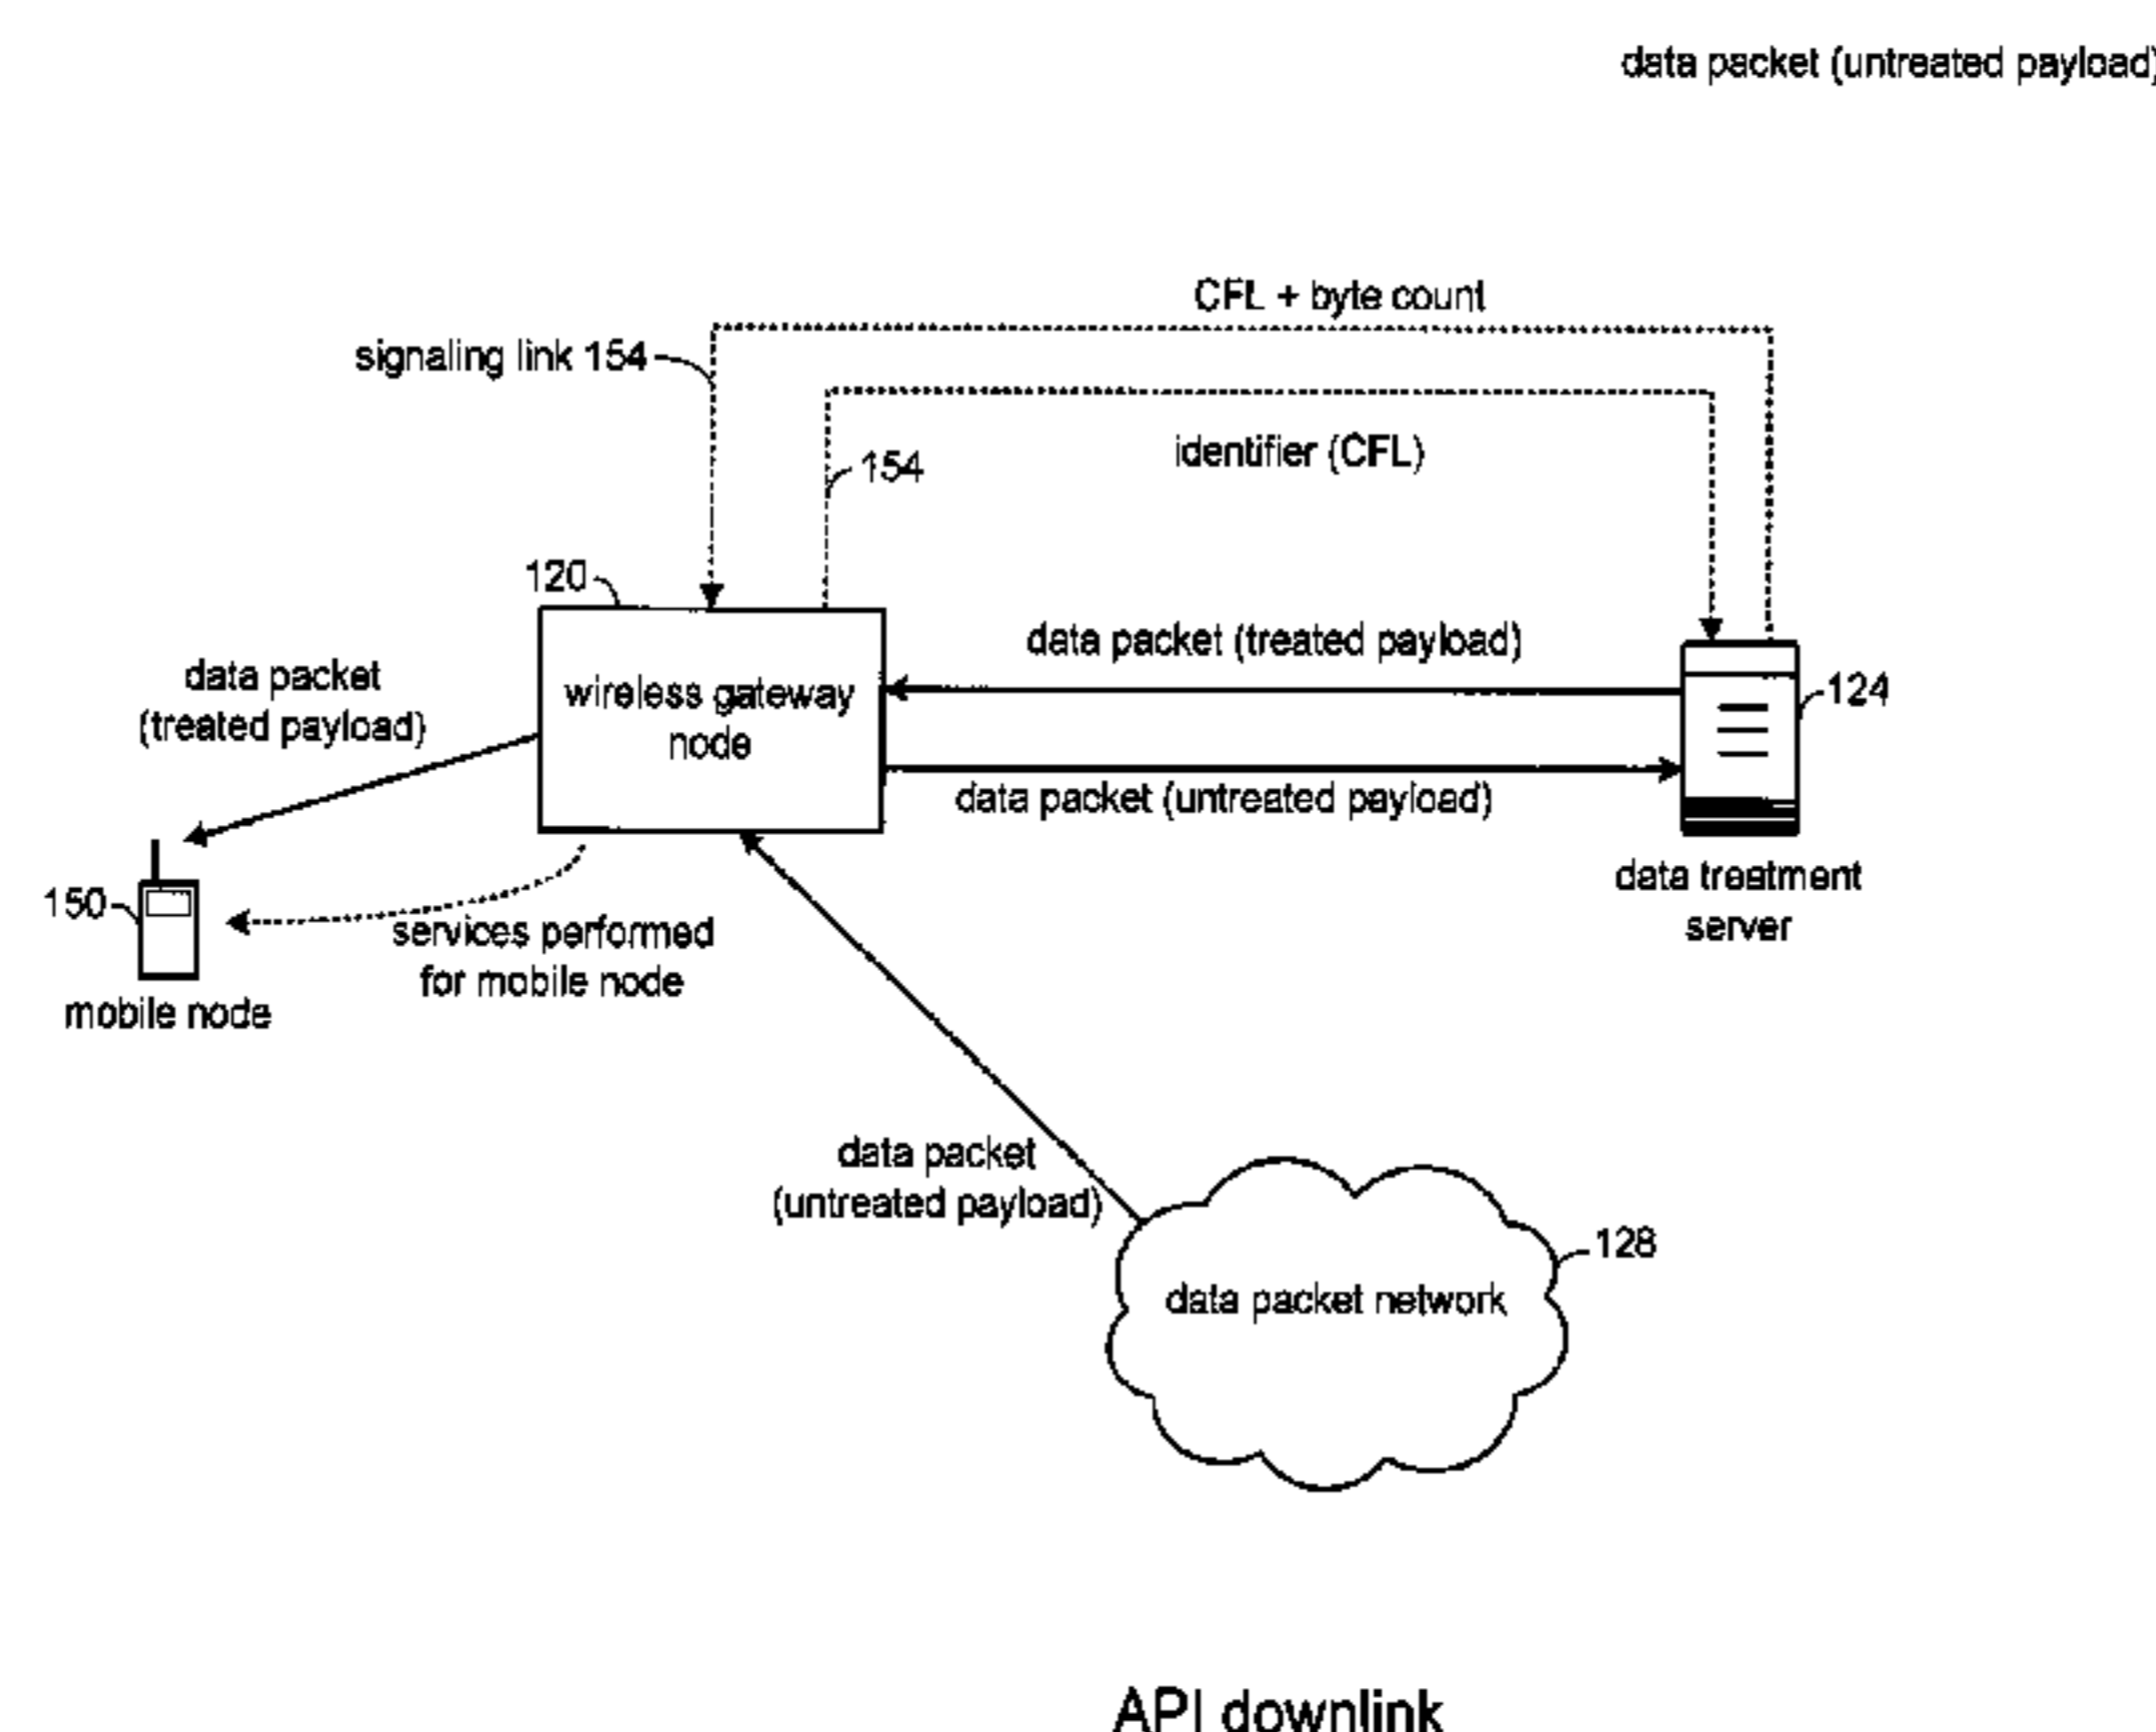 data packet (untreated payload)
CFL + byte count
signaling link 154
identifier (CFL)
154
120
data packet (treated payload)
wireless gateway
node
124
data packet
(treated payload)
data packet (untreated payload)
data treatment
server
150
services performed
for mobile node
mobile node
data packet
(untreated payload)
128
data packet network
API downlink